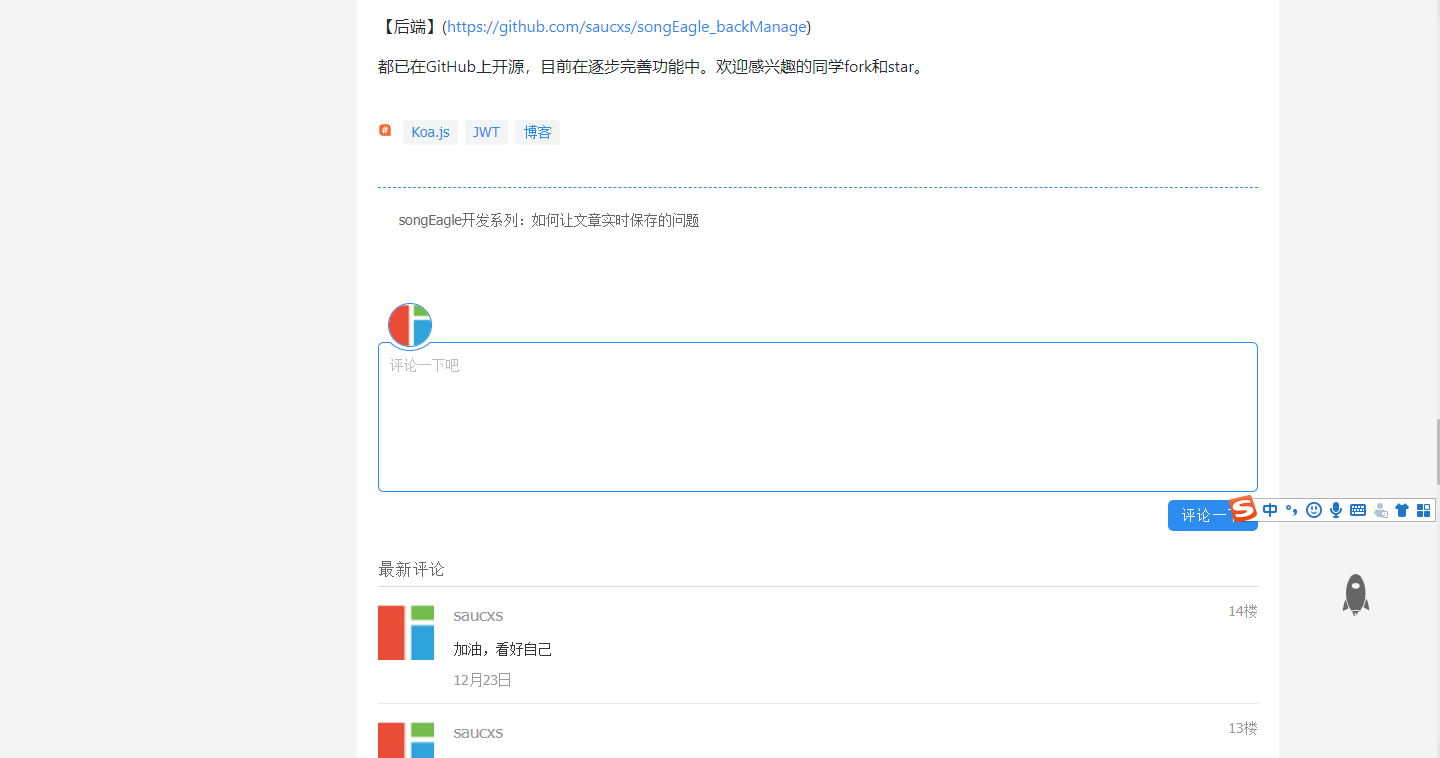 【后端】(https://github.com/saucxs/songEagle_backManage)
都已在GitHub上开源，目前在逐步完善功能中。欢迎感兴趣的同学fork和star。
# Koa.js JWT 博客
songEagle开发系列：如何让文章实时保存的问题
评论一下吧
评论一
S 中 °,
最新评论
saucxs 14楼
加油，看好自己
12月23日
saucxs 13楼